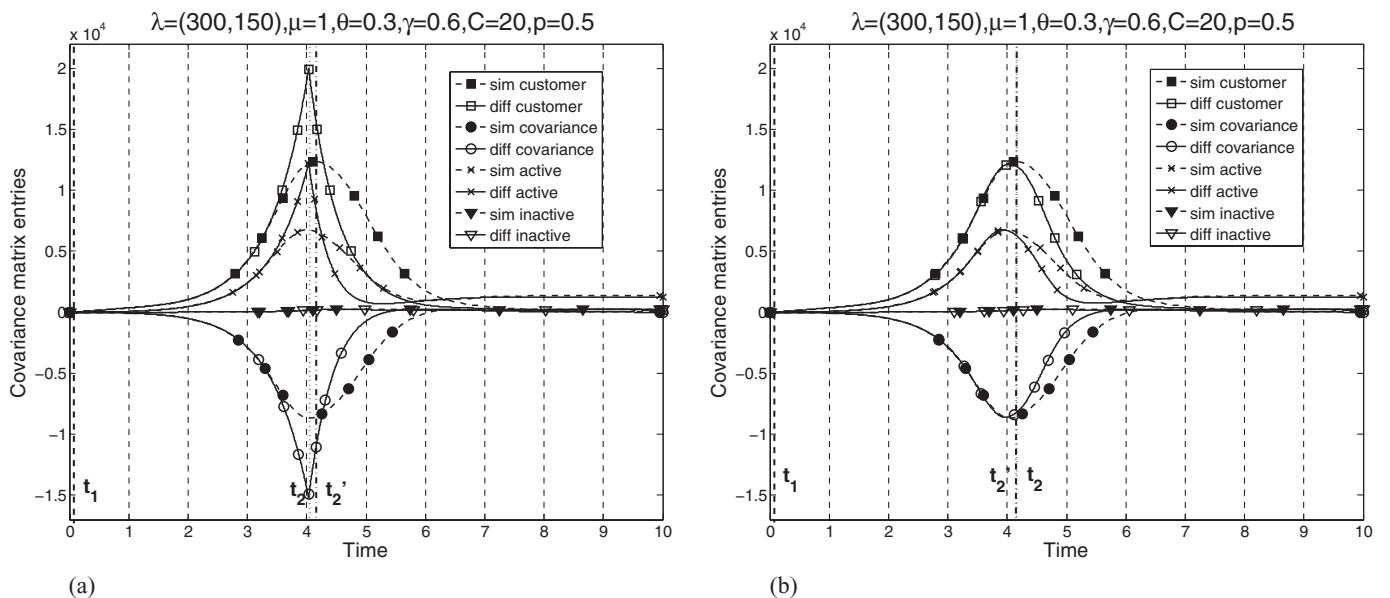 λ=(300,150),μ=1,θ=0.3,γ=0.6,C=20,p=0.5
x 10⁴
2
1.5
1
0.5
0
−0.5
−1
−1.5
Covariance matrix entries
sim customer
diff customer
sim covariance
diff covariance
sim active
diff active
sim inactive
diff inactive
t₁
t₂
t₂'
0 1 2 3 4 5 6 7 8 9 10
Time
(a)
λ=(300,150),μ=1,θ=0.3,γ=0.6,C=20,p=0.5
x 10⁴
2
1.5
1
0.5
0
−0.5
−1
−1.5
Covariance matrix entries
sim customer
diff customer
sim covariance
diff covariance
sim active
diff active
sim inactive
diff inactive
t₁
t₂'
t₂
0 1 2 3 4 5 6 7 8 9 10
Time
(b)